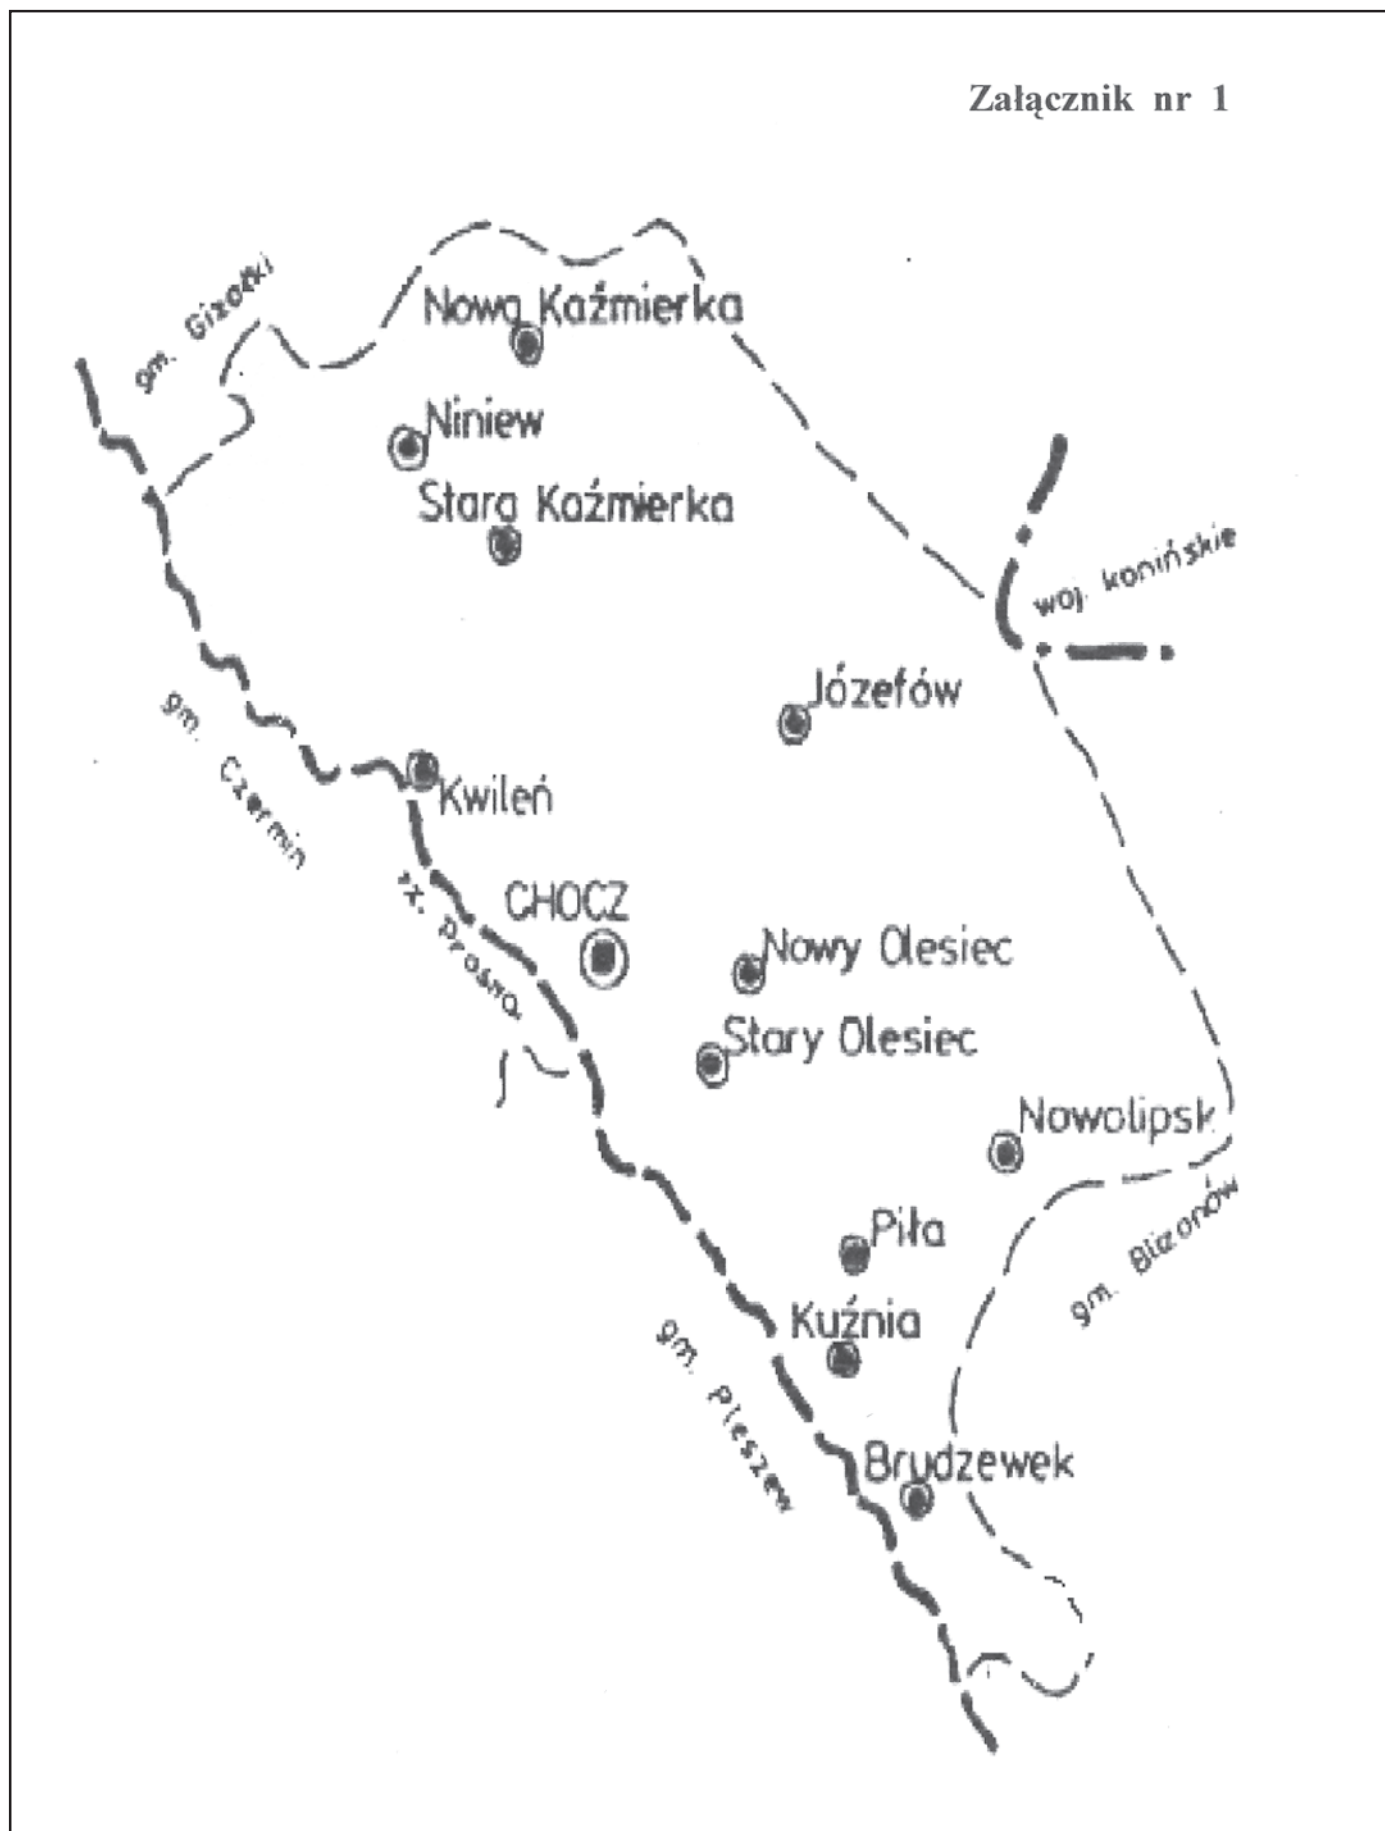 Załącznik nr 1
gm. Gizałki
Nowa Kaźmierka
Niniew
Stara Kaźmierka
woj. konińskie
Józefów
gm. Czermin
Kwileń
rz. Prosna
CHOCZ
Nowy Olesiec
Stary Olesiec
Nowolipsk
gm. Blizanów
Piła
Kuźnia
gm. Pleszew
Brudzewek